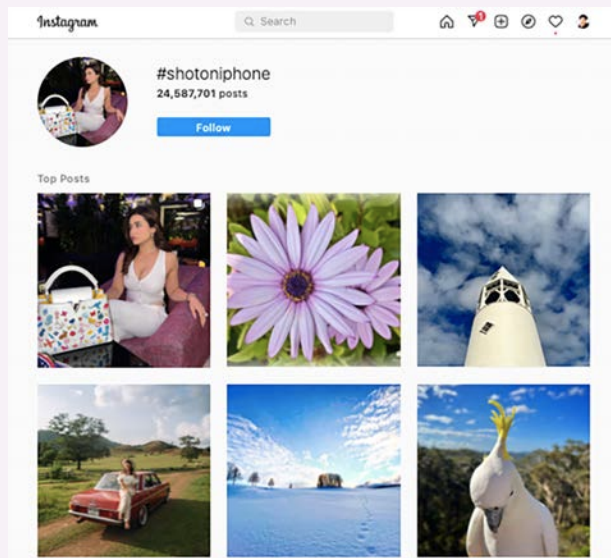 Instagram
Search
1
#shotoniphone
24,587,701 posts
Follow
Top Posts